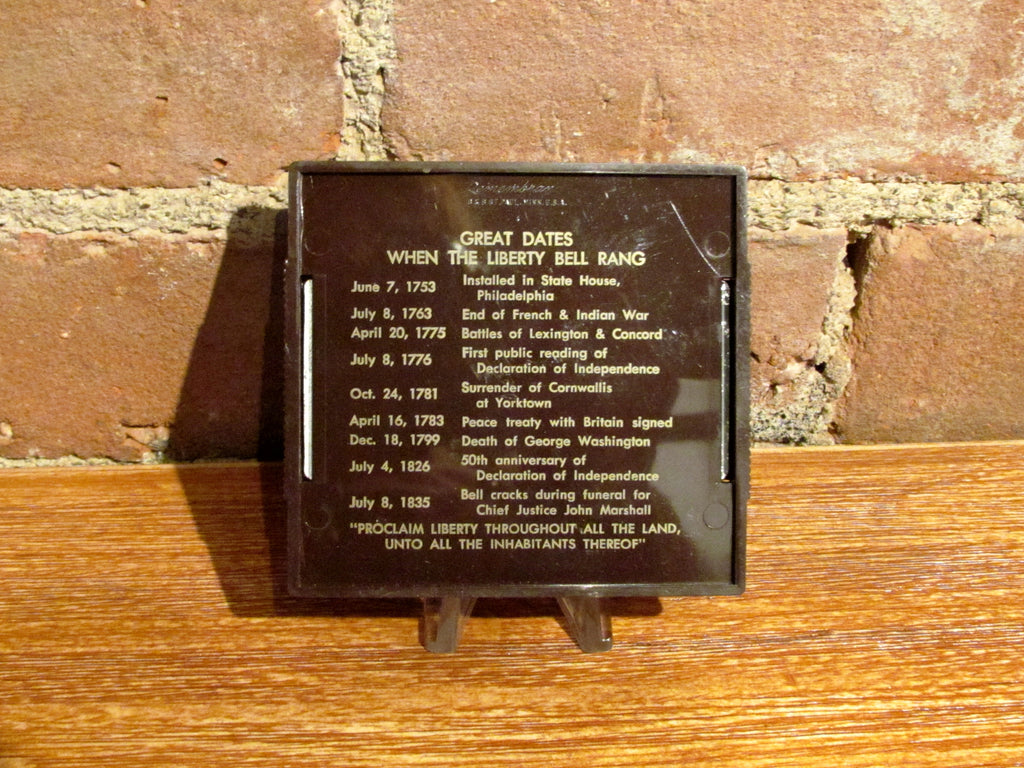 GREAT DATES
WHEN THE LIBERTY BELL RANG
June 7, 1753 Installed in State House,
Philadelphia
July 8, 1763 End of French & Indian War
April 20, 1775 Battles of Lexington & Concord
July 8, 1776 First public reading of
Declaration of Independence
Oct. 24, 1781 Surrender of Cornwallis
at Yorktown
April 16, 1783 Peace treaty with Britain signed
Dec. 18, 1799 Death of George Washington
July 4, 1826 50th anniversary of
Declaration of Independence
July 8, 1835 Bell cracks during funeral for
Chief Justice John Marshall
"PROCLAIM LIBERTY THROUGHOUT ALL THE LAND,
UNTO ALL THE INHABITANTS THEREOF"